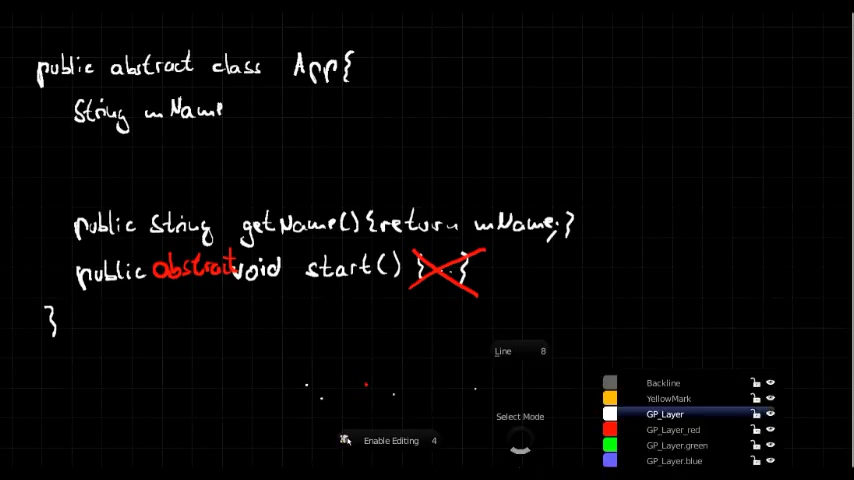 public abstract class App{
String mName
public String getName(){return mName;}
public abstract void start() {..}
}
Line 8
Select Mode
Enable Editing 4
Backline
YellowMark
GP_Layer
GP_Layer_red
GP_Layer.green
GP_Layer.blue